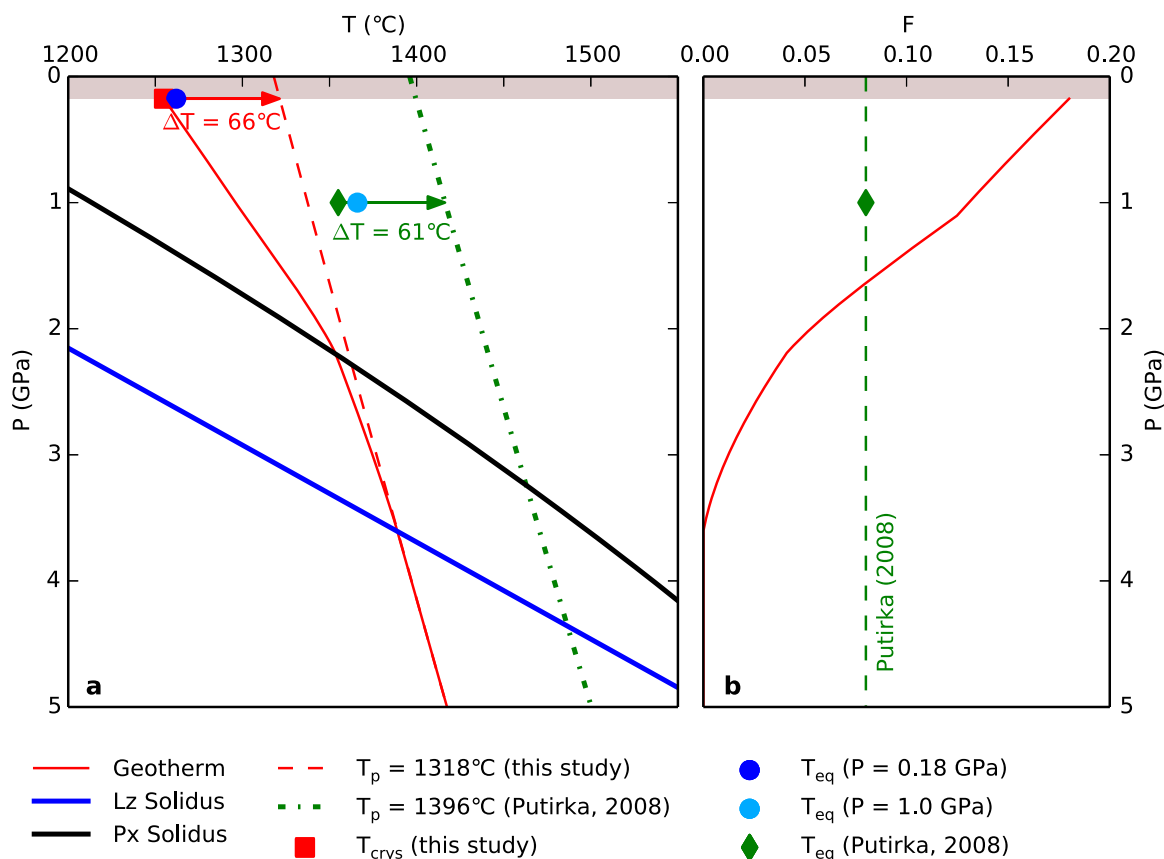 T (℃)
F
1200 1300 1400 1500
0.00 0.05 0.10 0.15 0.20
0
1
2
3
4
5
P (GPa)
ΔT = 66℃
ΔT = 61℃
a
Putirka (2008)
b
0
1
2
3
4
5
P (GPa)
Geotherm
Lz Solidus
Px Solidus
Tp = 1318℃ (this study)
Tp = 1396℃ (Putirka, 2008)
Tcrys (this study)
Teq (P = 0.18 GPa)
Teq (P = 1.0 GPa)
Teq (Putirka, 2008)